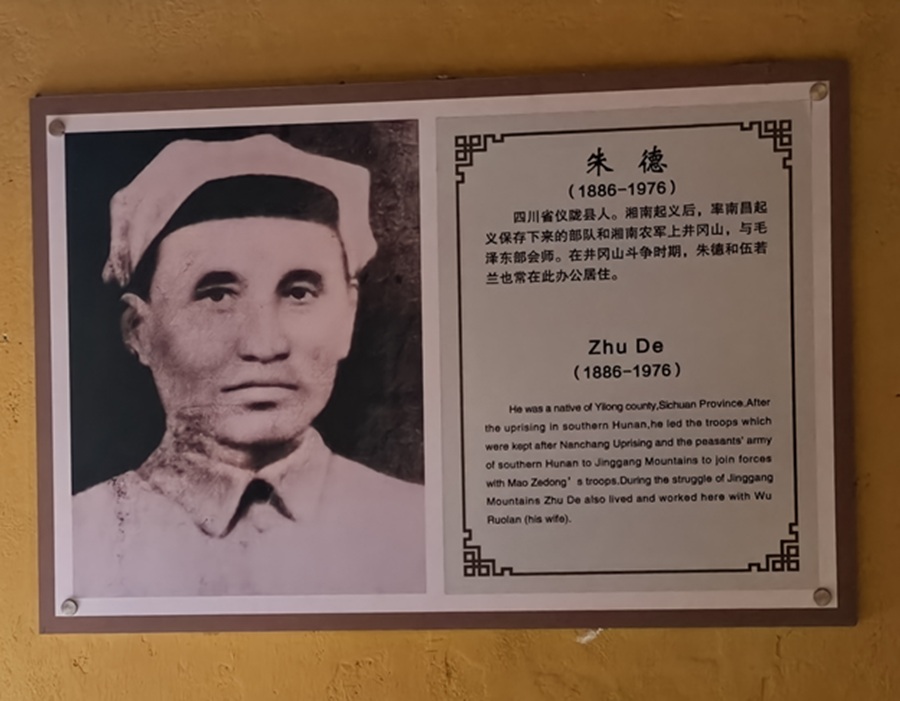 朱 德
(1886-1976)
四川省仪陇县人。湘南起义后，率南昌起
义保存下来的部队和湘南农军上井冈山，与毛
泽东部会师。在井冈山斗争时期，朱德和伍若
兰也常在此办公居住。
Zhu De
(1886-1976)
He was a native of Yilong county,Sichuan Province.After
the uprising in southern Hunan,he led the troops which
were kept after Nanchang Uprising and the peasants' army
of southern Hunan to Jinggang Mountains to join forces
with Mao Zedong' s troops.During the struggle of Jinggang
Mountains Zhu De also lived and worked here with Wu
Ruolan (his wife).